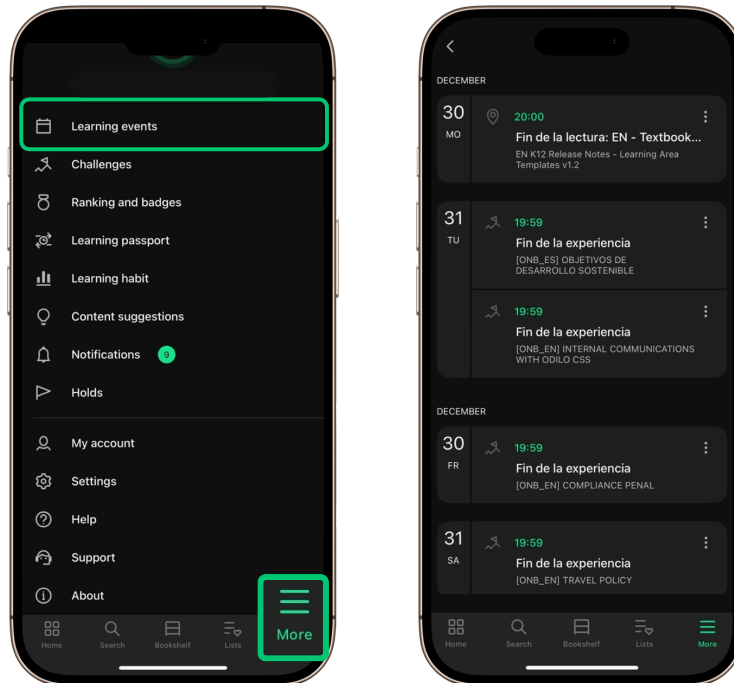 Learning events
Challenges
Ranking and badges
Learning passport
Learning habit
Content suggestions
Notifications 9
Holds
My account
Settings
Help
Support
About
Home Search Bookshelf Lists More
DECEMBER
30 20:00
MO Fin de la lectura: EN - Textbook...
EN K12 Release Notes - Learning Area
Templates v1.2
31 19:59
TU Fin de la experiencia
[ONB_ES] OBJETIVOS DE
DESARROLLO SOSTENIBLE
19:59
Fin de la experiencia
[ONB_EN] INTERNAL COMMUNICATIONS
WITH ODILO CSS
DECEMBER
30 19:59
FR Fin de la experiencia
[ONB_EN] COMPLIANCE PENAL
31 19:59
SA Fin de la experiencia
[ONB_EN] TRAVEL POLICY
Home Search Bookshelf Lists More